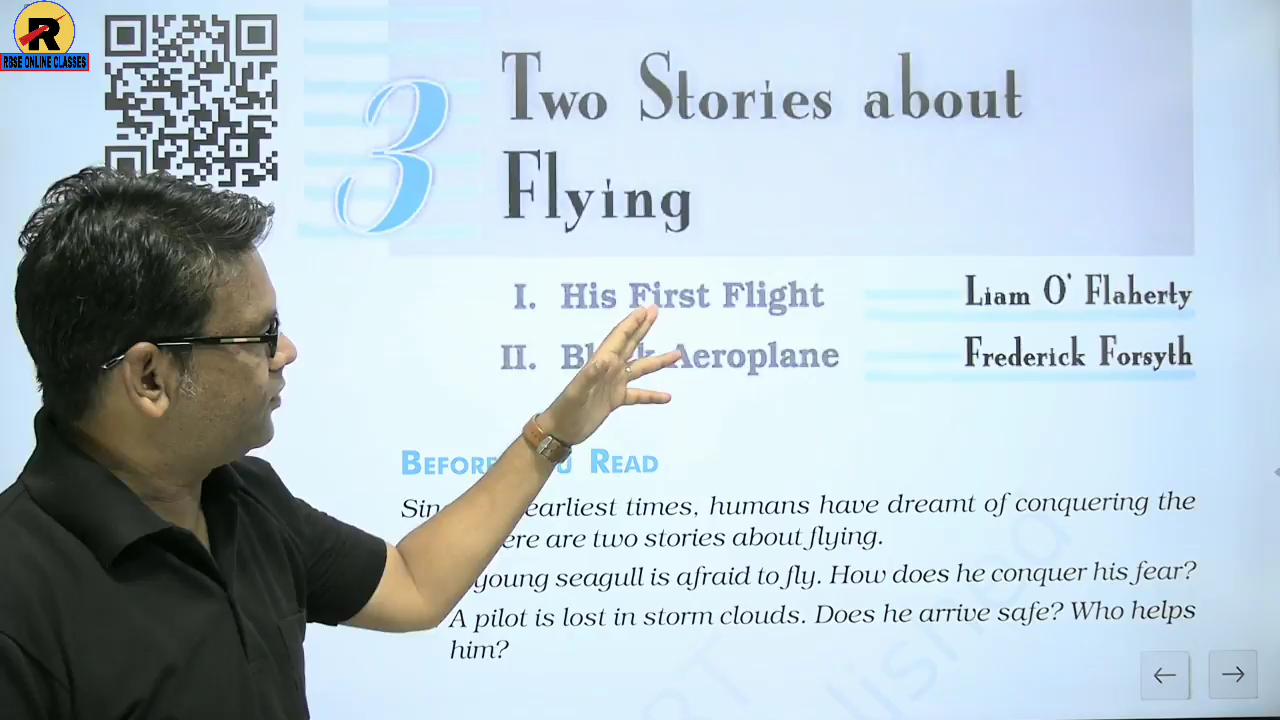 R
RBSE ONLINE CLASSES
3
Two Stories about
Flying
I. His First Flight Liam O' Flaherty
II. Aeroplane Frederick Forsyth
READ
earliest times, humans have dreamt of conquering the
are two stories about flying.
young seagull is afraid to fly. How does he conquer his fear?
A pilot is lost in storm clouds. Does he arrive safe? Who helps
him?